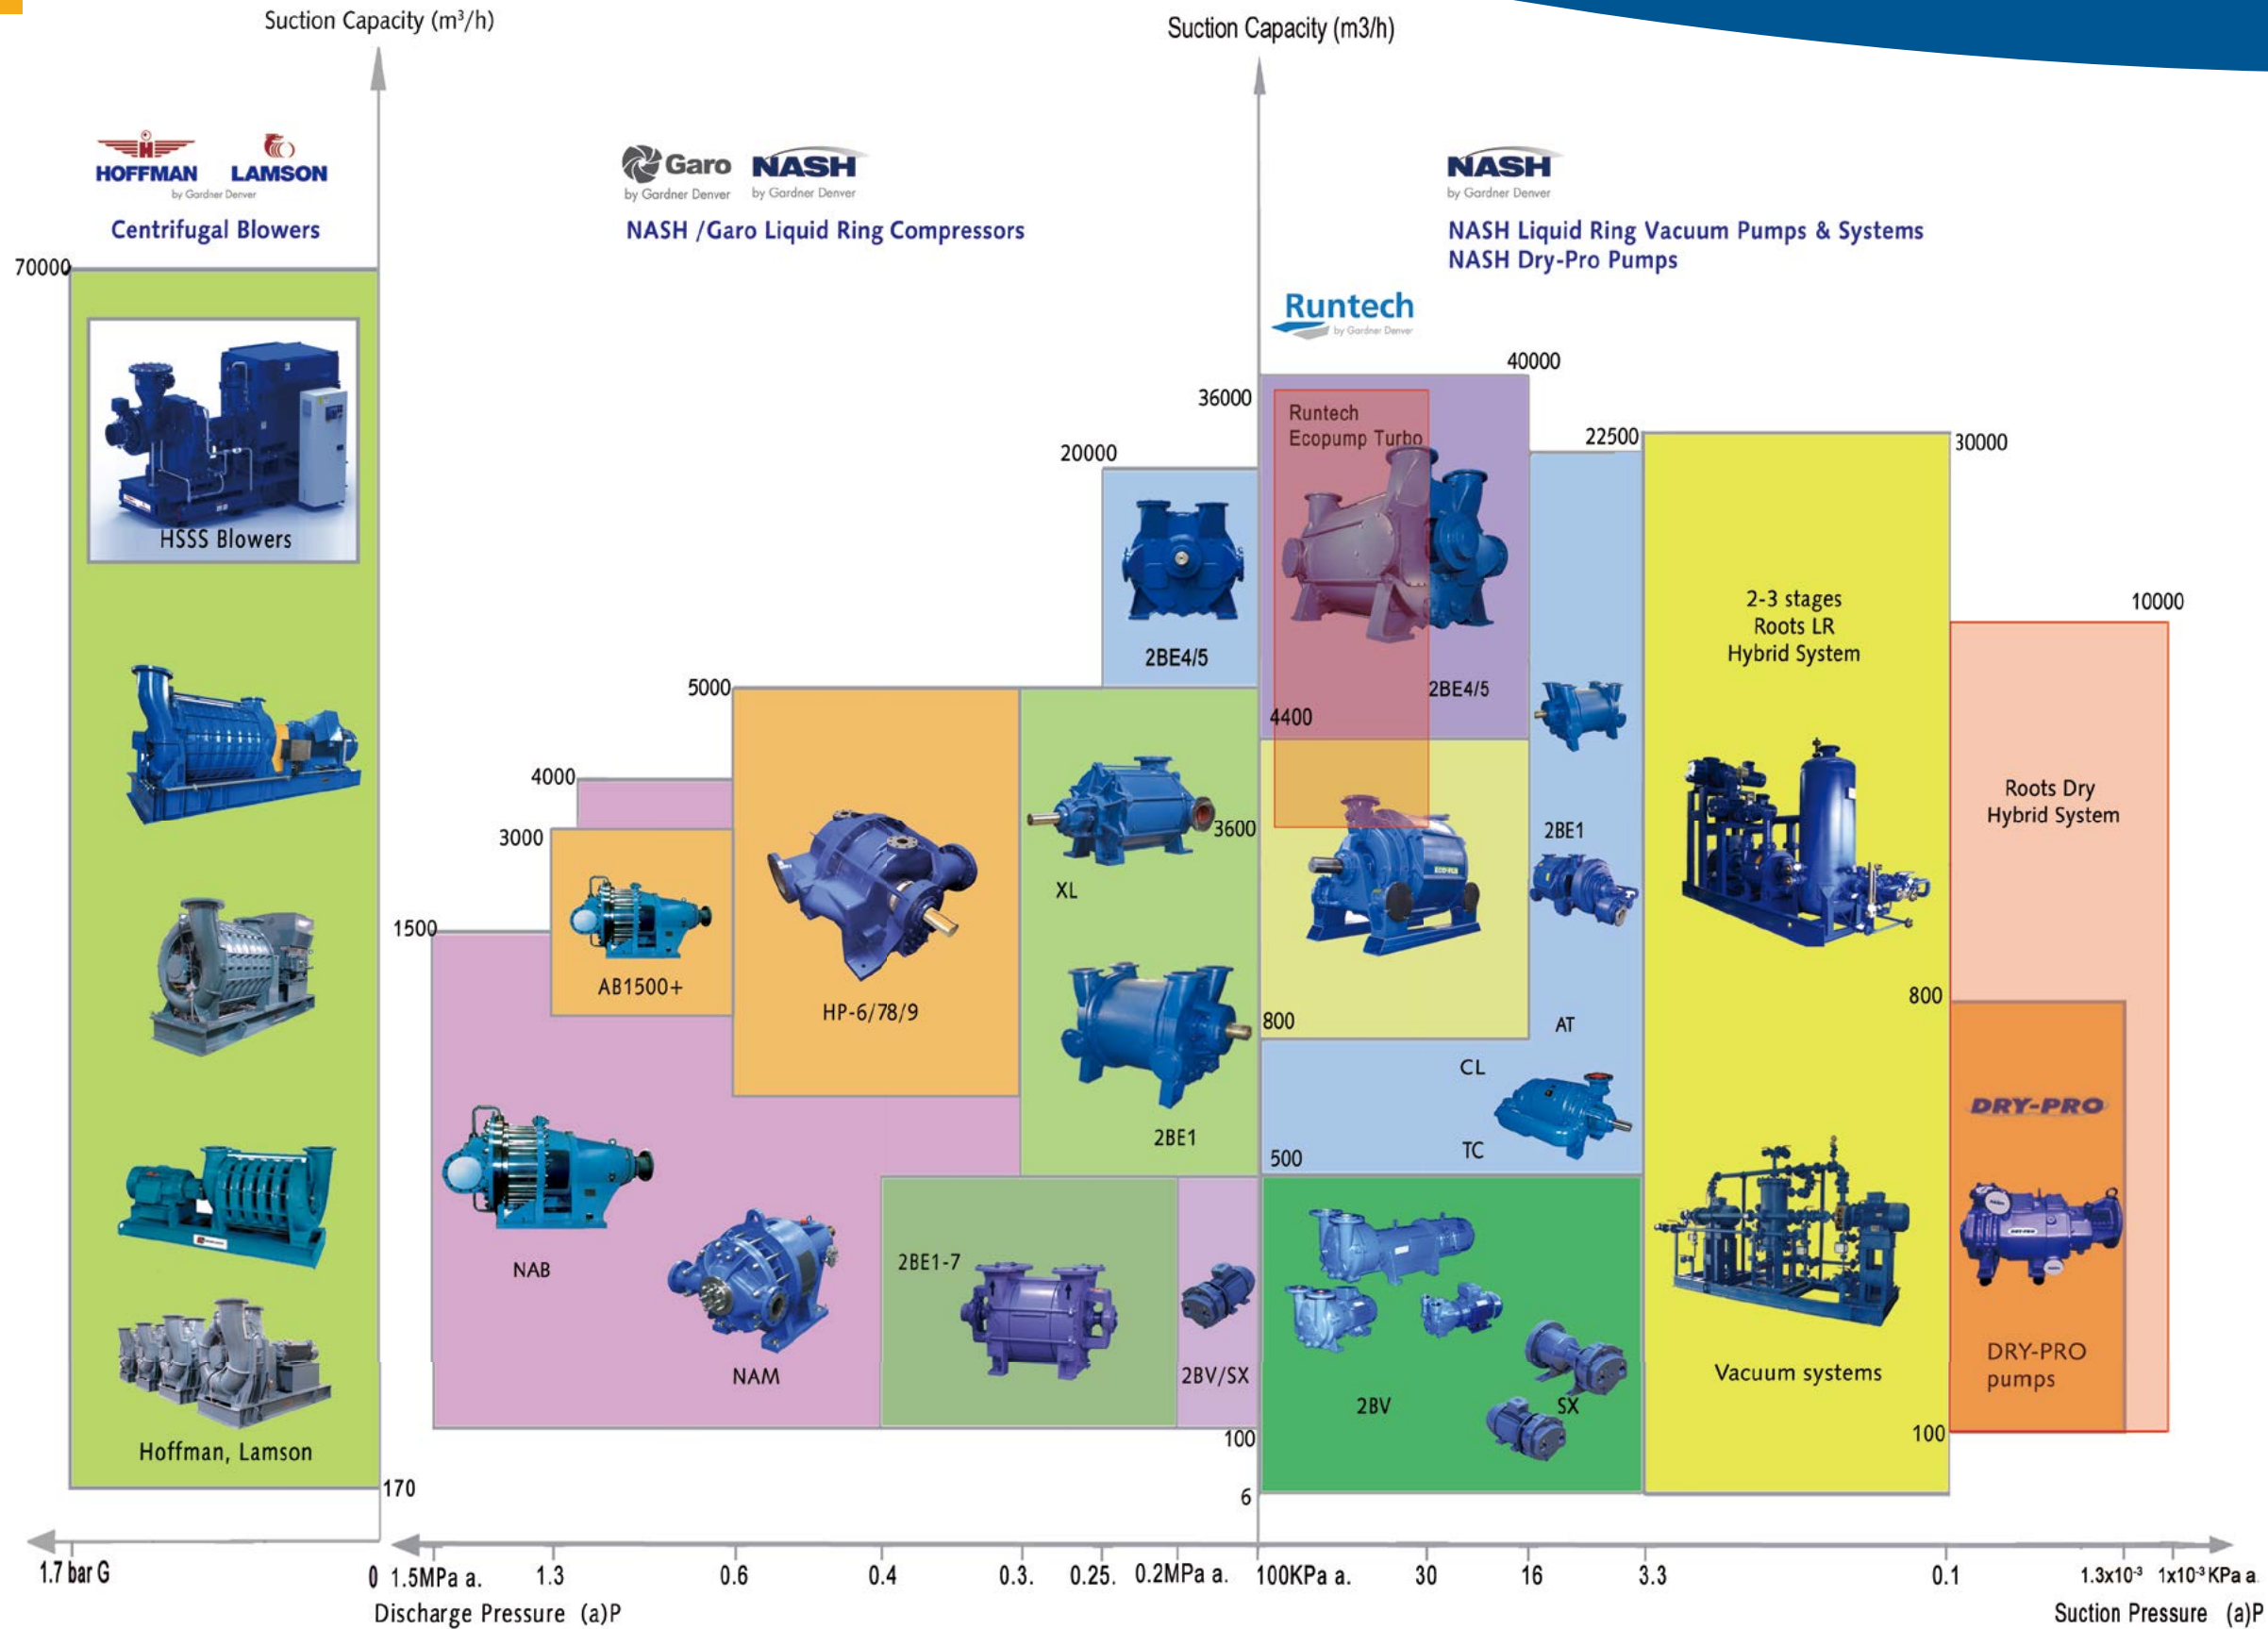 Suction Capacity (m³/h)
Suction Capacity (m3/h)
HOFFMAN LAMSON
by Gardner Denver
Centrifugal Blowers
Garo NASH
by Gardner Denver by Gardner Denver
NASH /Garo Liquid Ring Compressors
NASH
by Gardner Denver
NASH Liquid Ring Vacuum Pumps & Systems
NASH Dry-Pro Pumps
Runtech
by Gardner Denver
70000
HSSS Blowers
Hoffman, Lamson
170
1500
3000
4000
5000
20000
36000
40000
22500
30000
10000
Runtech
Ecopump Turbo
2BE4/5
2BE4/5
4400
2-3 stages
Roots LR
Hybrid System
Roots Dry
Hybrid System
AB1500+
HP-6/78/9
XL
3600
2BE1
ECO-FLO
2BE1
800
AT
CL
TC
500
800
DRY-PRO
DRY-PRO
DRY-PRO
pumps
NAB
NAM
2BE1-7
2BV/SX
2BV
SX
Vacuum systems
100
100
6
1.7 bar G
0 1.5MPa a. 1.3 0.6 0.4 0.3. 0.25. 0.2MPa a. 100KPa a. 30 16 3.3 0.1 1.3x10⁻³ 1x10⁻³ KPa a.
Discharge Pressure (a)P
Suction Pressure (a)P